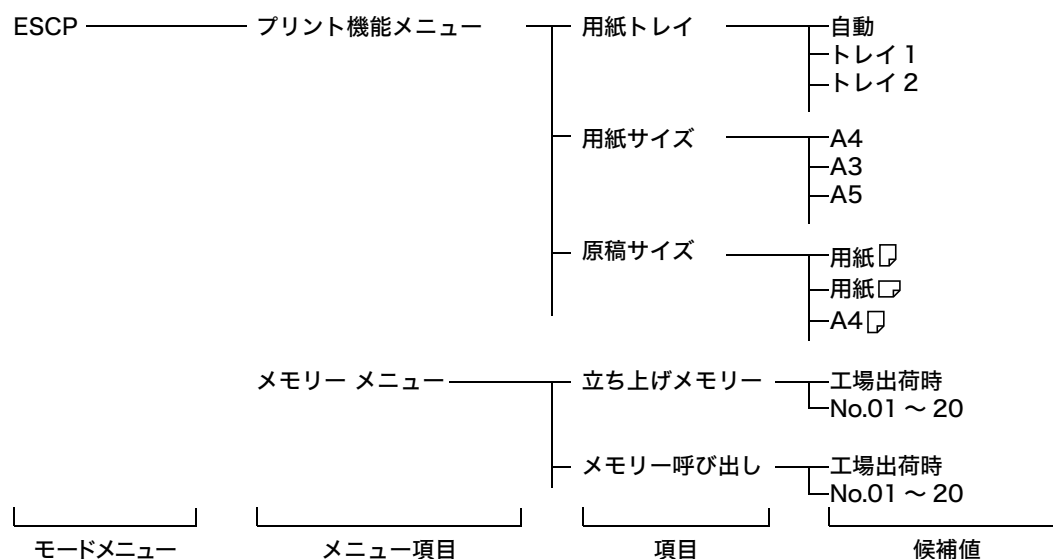 ESCP プリント機能メニュー 用紙トレイ 自動
トレイ 1
トレイ 2
用紙サイズ A4
A3
A5
原稿サイズ 用紙
用紙
A4
メモリー メニュー 立ち上げメモリー 工場出荷時
No.01 ～ 20
メモリー呼び出し 工場出荷時
No.01 ～ 20
モードメニュー メニュー項目 項目 候補値